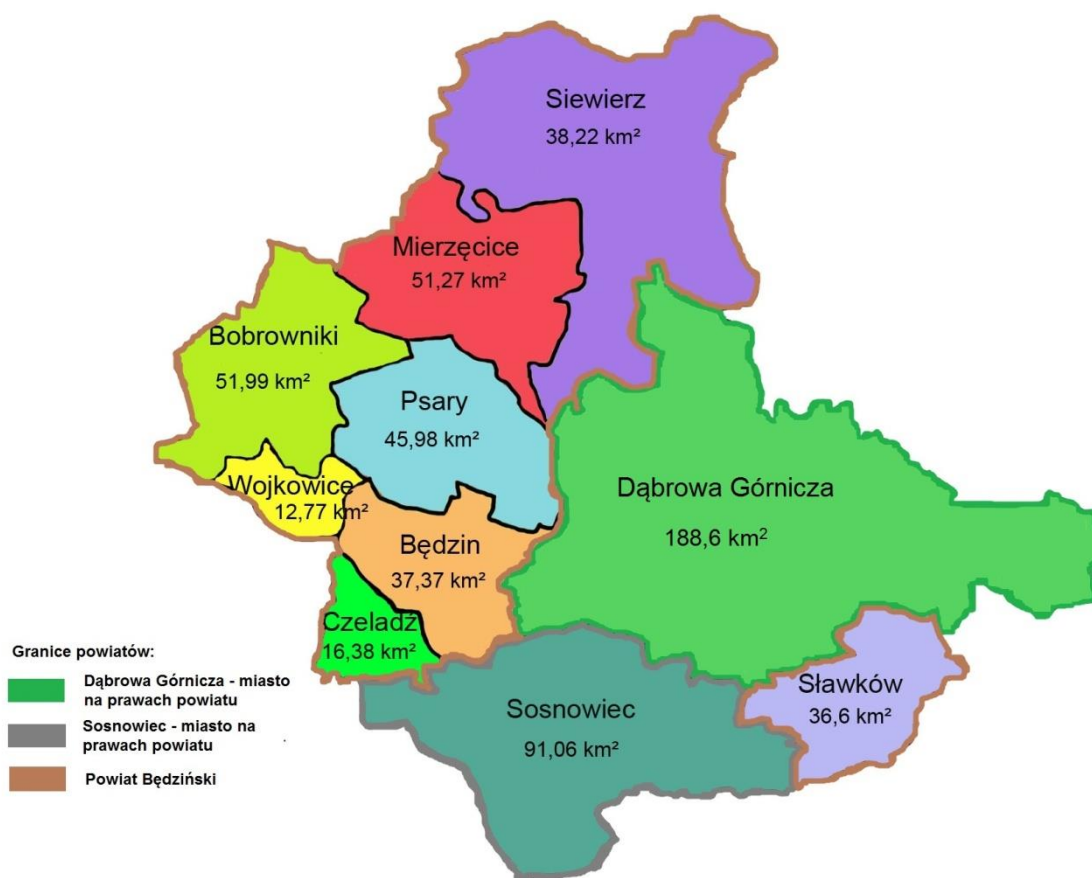 Siewierz
38,22 km²
Mierzęcice
51,27 km²
Bobrowniki
51,99 km²
Psary
45,98 km²
Wojkowice
12,77 km²
Dąbrowa Górnicza
188,6 km²
Będzin
37,37 km²
Czeladź
16,38 km²
Sławków
36,6 km²
Sosnowiec
91,06 km²
Granice powiatów:
Dąbrowa Górnicza - miasto
na prawach powiatu
Sosnowiec - miasto na
prawach powiatu
Powiat Będziński